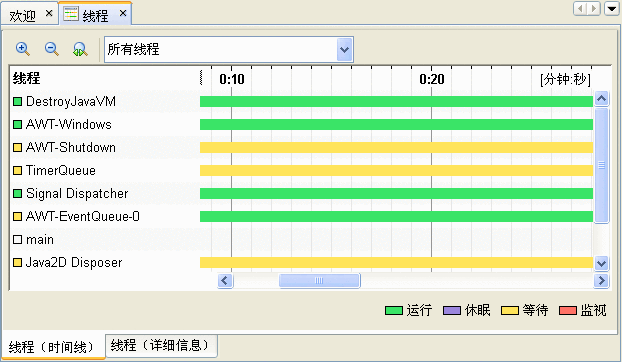 欢迎 线程
所有线程
线程 0:10 0:20 [分钟:秒]
DestroyJavaVM
AWT-Windows
AWT-Shutdown
TimerQueue
Signal Dispatcher
AWT-EventQueue-0
main
Java2D Disposer
运行 休眠 等待 监视
线程（时间线） 线程（详细信息）